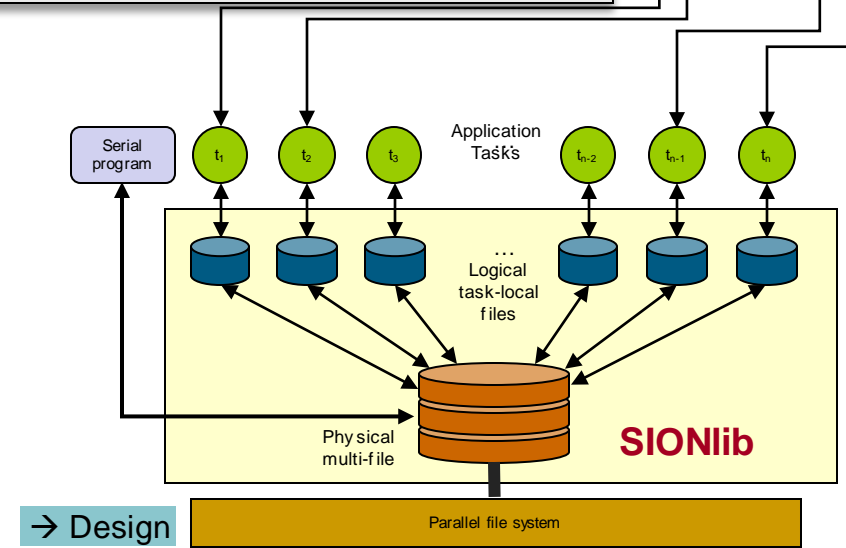 Serial
program
t1
t2
t3
Application
Tasks
...
tn-2
tn-1
tn
...
Logical
task-local
files
Physical
multi-file
SIONlib
→ Design
Parallel file system